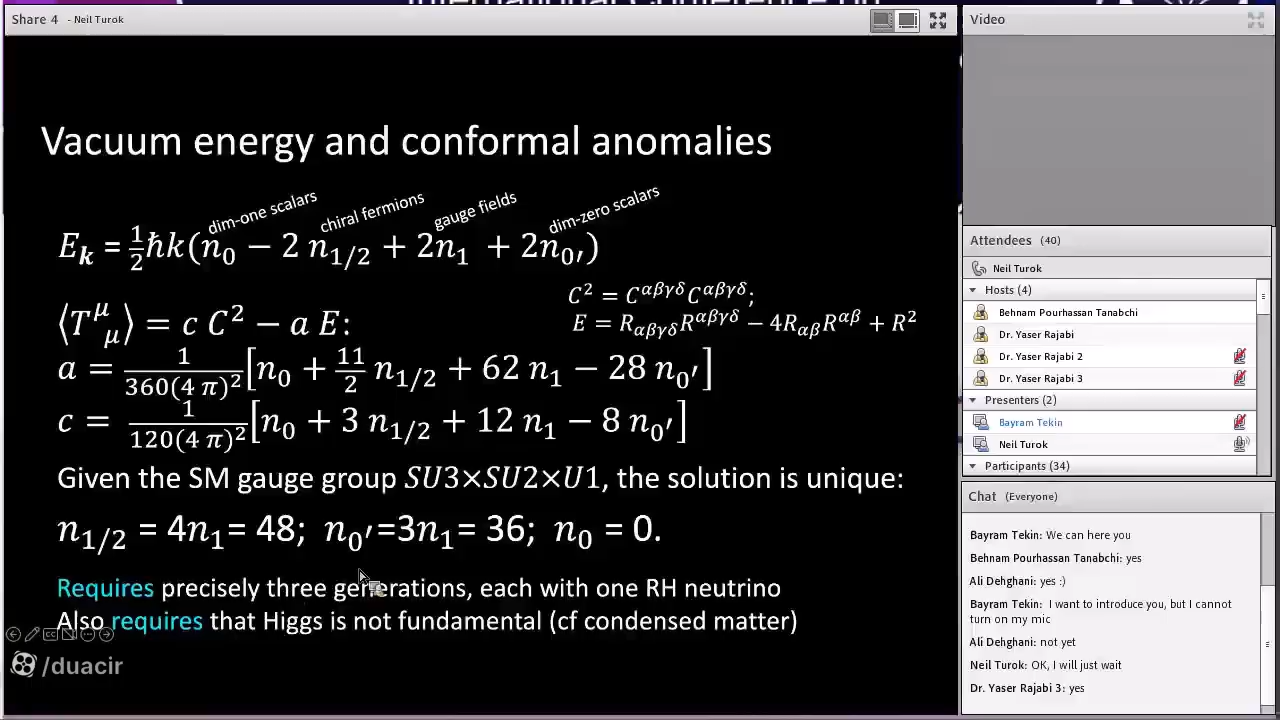 International Conference on
Share 4 - Neil Turok
Vacuum energy and conformal anomalies
dim-one scalars
chiral fermions
gauge fields
dim-zero scalars
E_k = 1/2 ħk(n_0 − 2 n_{1/2} + 2n_1 + 2n_{0′})
C² = C^{αβγδ}C^{αβγδ};
⟨T^μ_μ⟩ = c C² − a E:
E = R_{αβγδ}R^{αβγδ} − 4R_{αβ}R^{αβ} + R²
a = 1/360(4 π)² [n_0 + 11/2 n_{1/2} + 62 n_1 − 28 n_{0′}]
c = 1/120(4 π)² [n_0 + 3 n_{1/2} + 12 n_1 − 8 n_{0′}]
Given the SM gauge group SU3×SU2×U1, the solution is unique:
n_{1/2} = 4n_1= 48; n_{0′}=3n_1= 36; n_0 = 0.
Requires precisely three generations, each with one RH neutrino
Also requires that Higgs is not fundamental (cf condensed matter)
/duacir
Video
Attendees (40)
Neil Turok
Hosts (4)
Behnam Pourhassan Tanabchi
Dr. Yaser Rajabi
Dr. Yaser Rajabi 2
Dr. Yaser Rajabi 3
Presenters (2)
Bayram Tekin
Neil Turok
Participants (34)
Chat (Everyone)
Bayram Tekin: We can here you
Behnam Pourhassan Tanabchi: yes
Ali Dehghani: yes :)
Bayram Tekin: I want to introduce you, but I cannot
turn on my mic
Ali Dehghani: not yet
Neil Turok: OK, I will just wait
Dr. Yaser Rajabi 3: yes